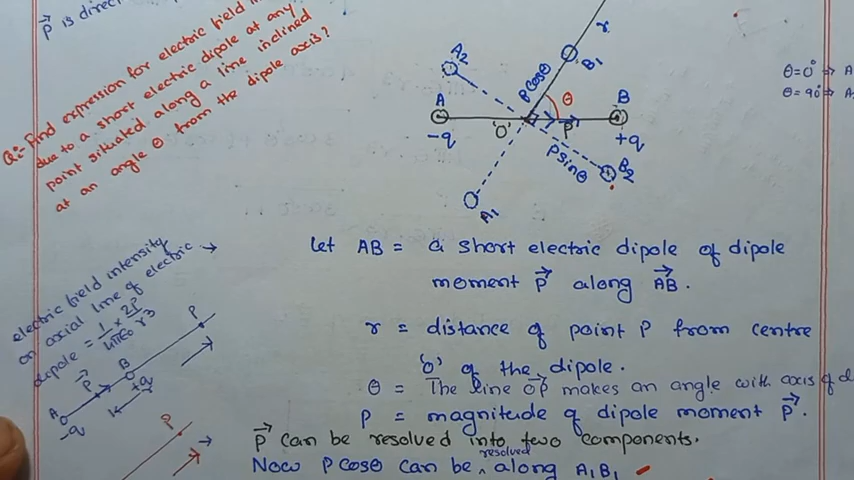 P⃗ is direc
Q:- Find expression for electric field
due to a short electric dipole at any
point situated along a line inclined
at an angle θ from the dipole axis?
r
A2
B1
Pcosθ
θ
A
B
-q
'O'
P⃗
+q
Psinθ
B2
A1
θ=0° ⇒ A
θ=90° ⇒ A
Let AB = a short electric dipole of dipole
moment P⃗ along AB⃗.
r = distance of point P from centre
'O' of the dipole.
θ = The line OP makes an angle with axis of d
P = magnitude of dipole moment P⃗.
P⃗ can be resolved into two components.
Now Pcosθ can be resolved along A1B1
electric field intensity
on axial line of electric
dipole = 1/4πε0 × 2P/r3
P
B
P⃗
+q
A
-q
P